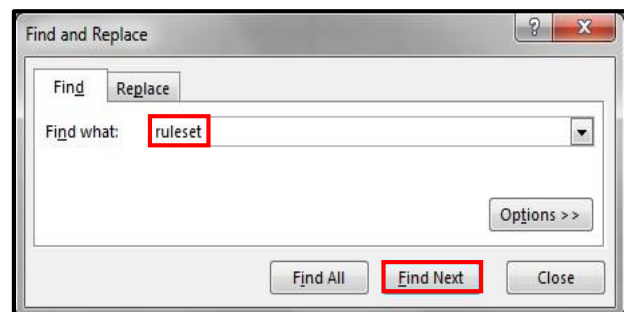 Find and Replace
Find Replace
Find what: ruleset
Options >>
Find All Find Next Close